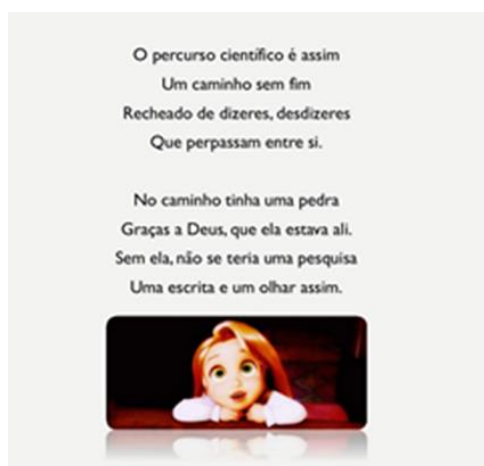 O percurso científico é assim
Um caminho sem fim
Recheado de dizeres, desdizeres
Que perpassam entre si.
No caminho tinha uma pedra
Graças a Deus, que ela estava ali.
Sem ela, não se teria uma pesquisa
Uma escrita e um olhar assim.